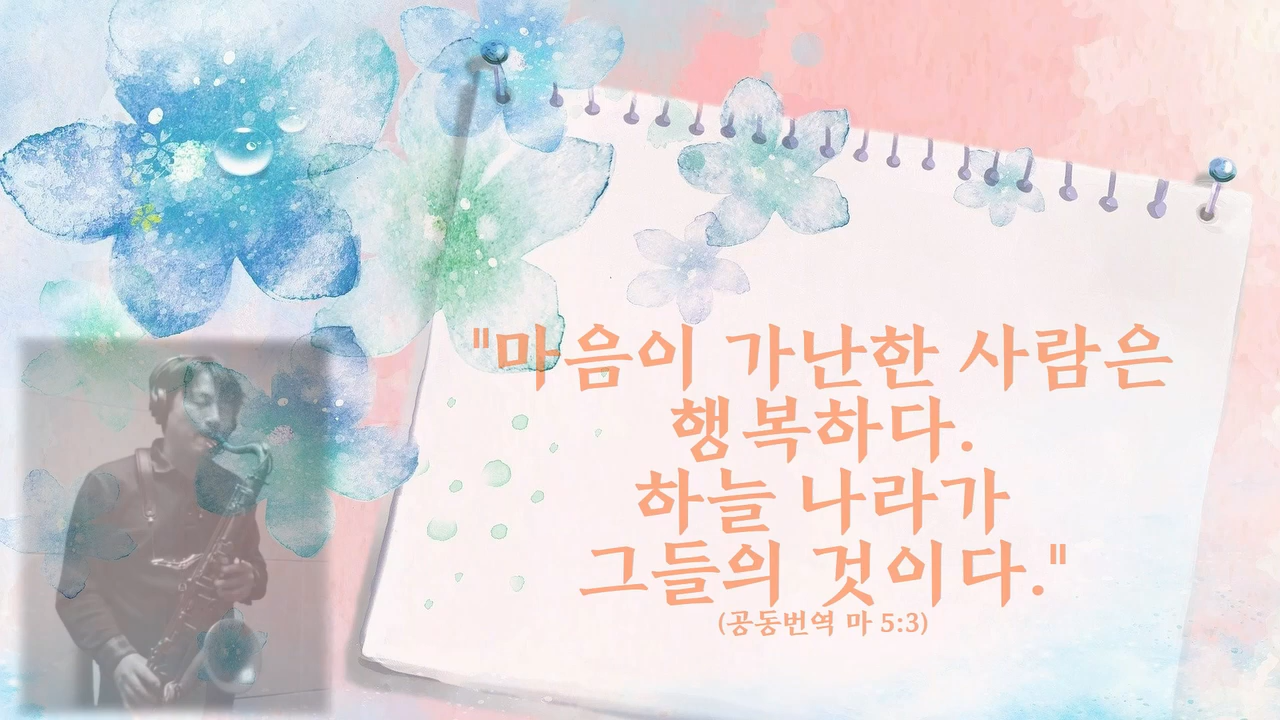 "마음이 가난한 사람은
행복하다.
하늘 나라가
그들의 것이다."
(공동번역 마 5:3)